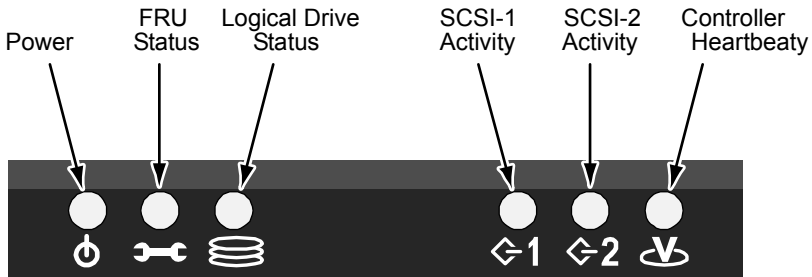 Power
FRU
Status
Logical Drive
Status
SCSI-1
Activity
SCSI-2
Activity
Controller
Heartbeaty
1
2
V